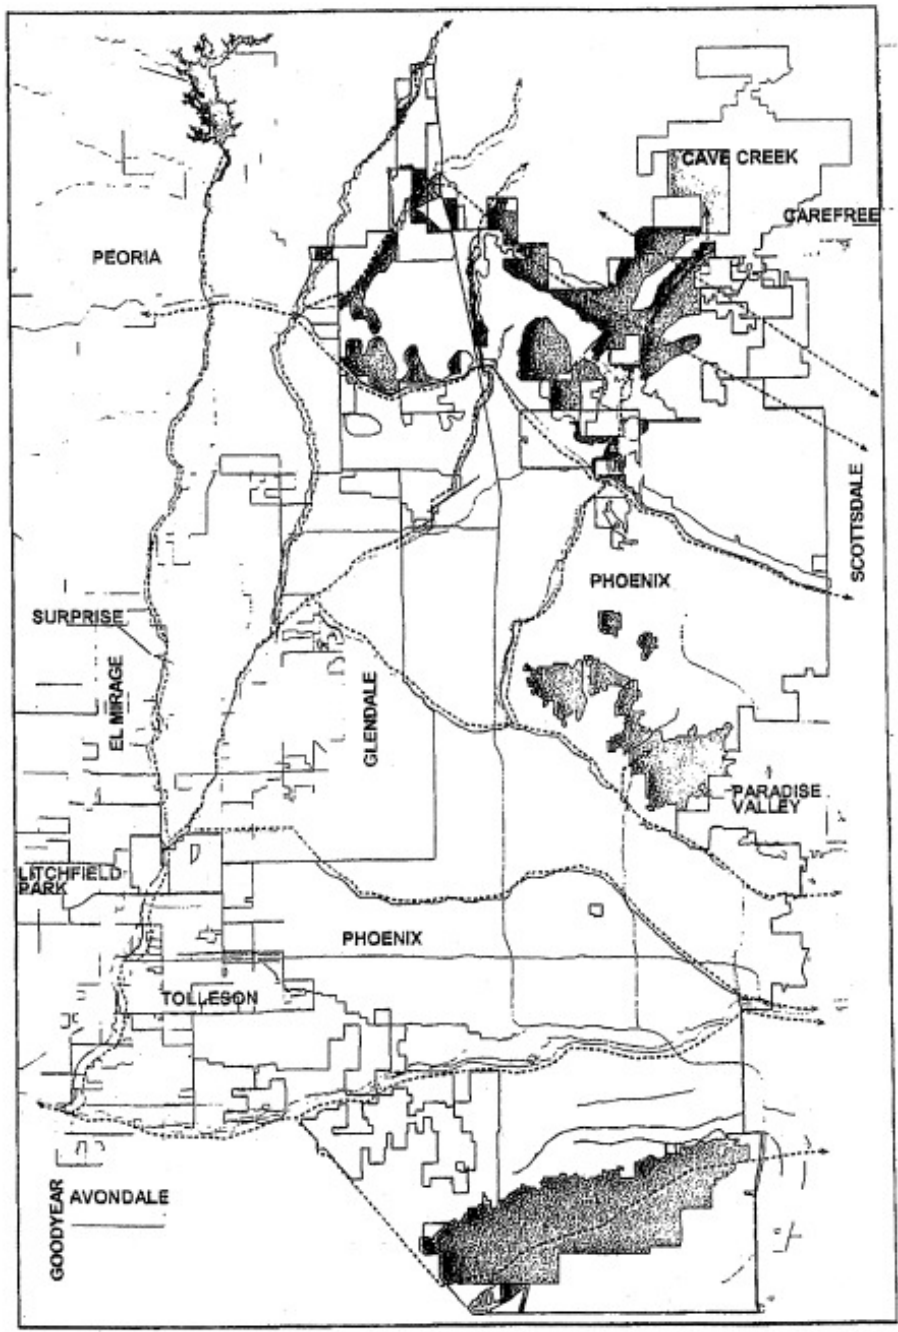 CAVE CREEK
CAREFREE
PEORIA
SCOTTSDALE
PHOENIX
SURPRISE
EL MIRAGE
GLENDALE
PARADISE
VALLEY
LITCHFIELD
PARK
PHOENIX
TOLLESON
GOODYEAR
AVONDALE